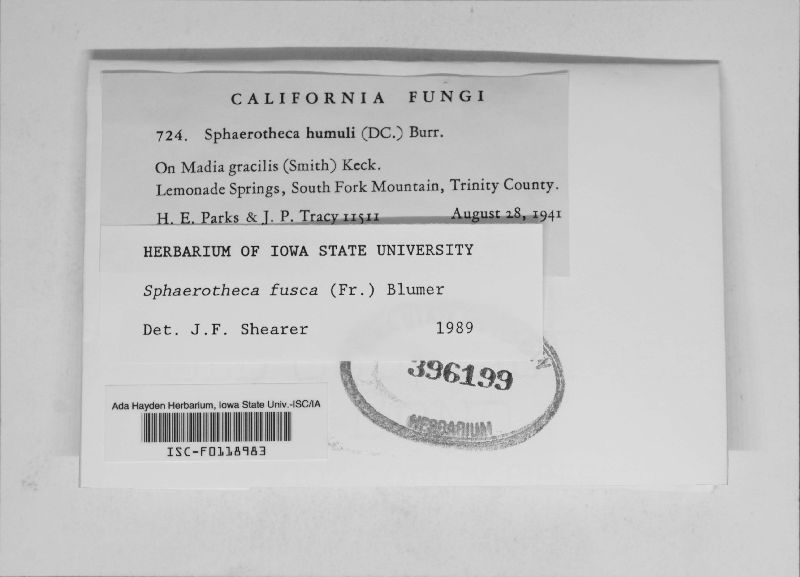 CALIFORNIA FUNGI
724. Sphaerotheca humuli (DC.) Burr.
On Madia gracilis (Smith) Keck.
Lemonade Springs, South Fork Mountain, Trinity County.
H. E. Parks & J. P. Tracy 11511 August 28, 1941
HERBARIUM OF IOWA STATE UNIVERSITY
Sphaerotheca fusca (Fr.) Blumer
Det. J.F. Shearer 1989
396199
HERBARIUM
Ada Hayden Herbarium, Iowa State Univ.-ISC/IA
ISC-F0118983